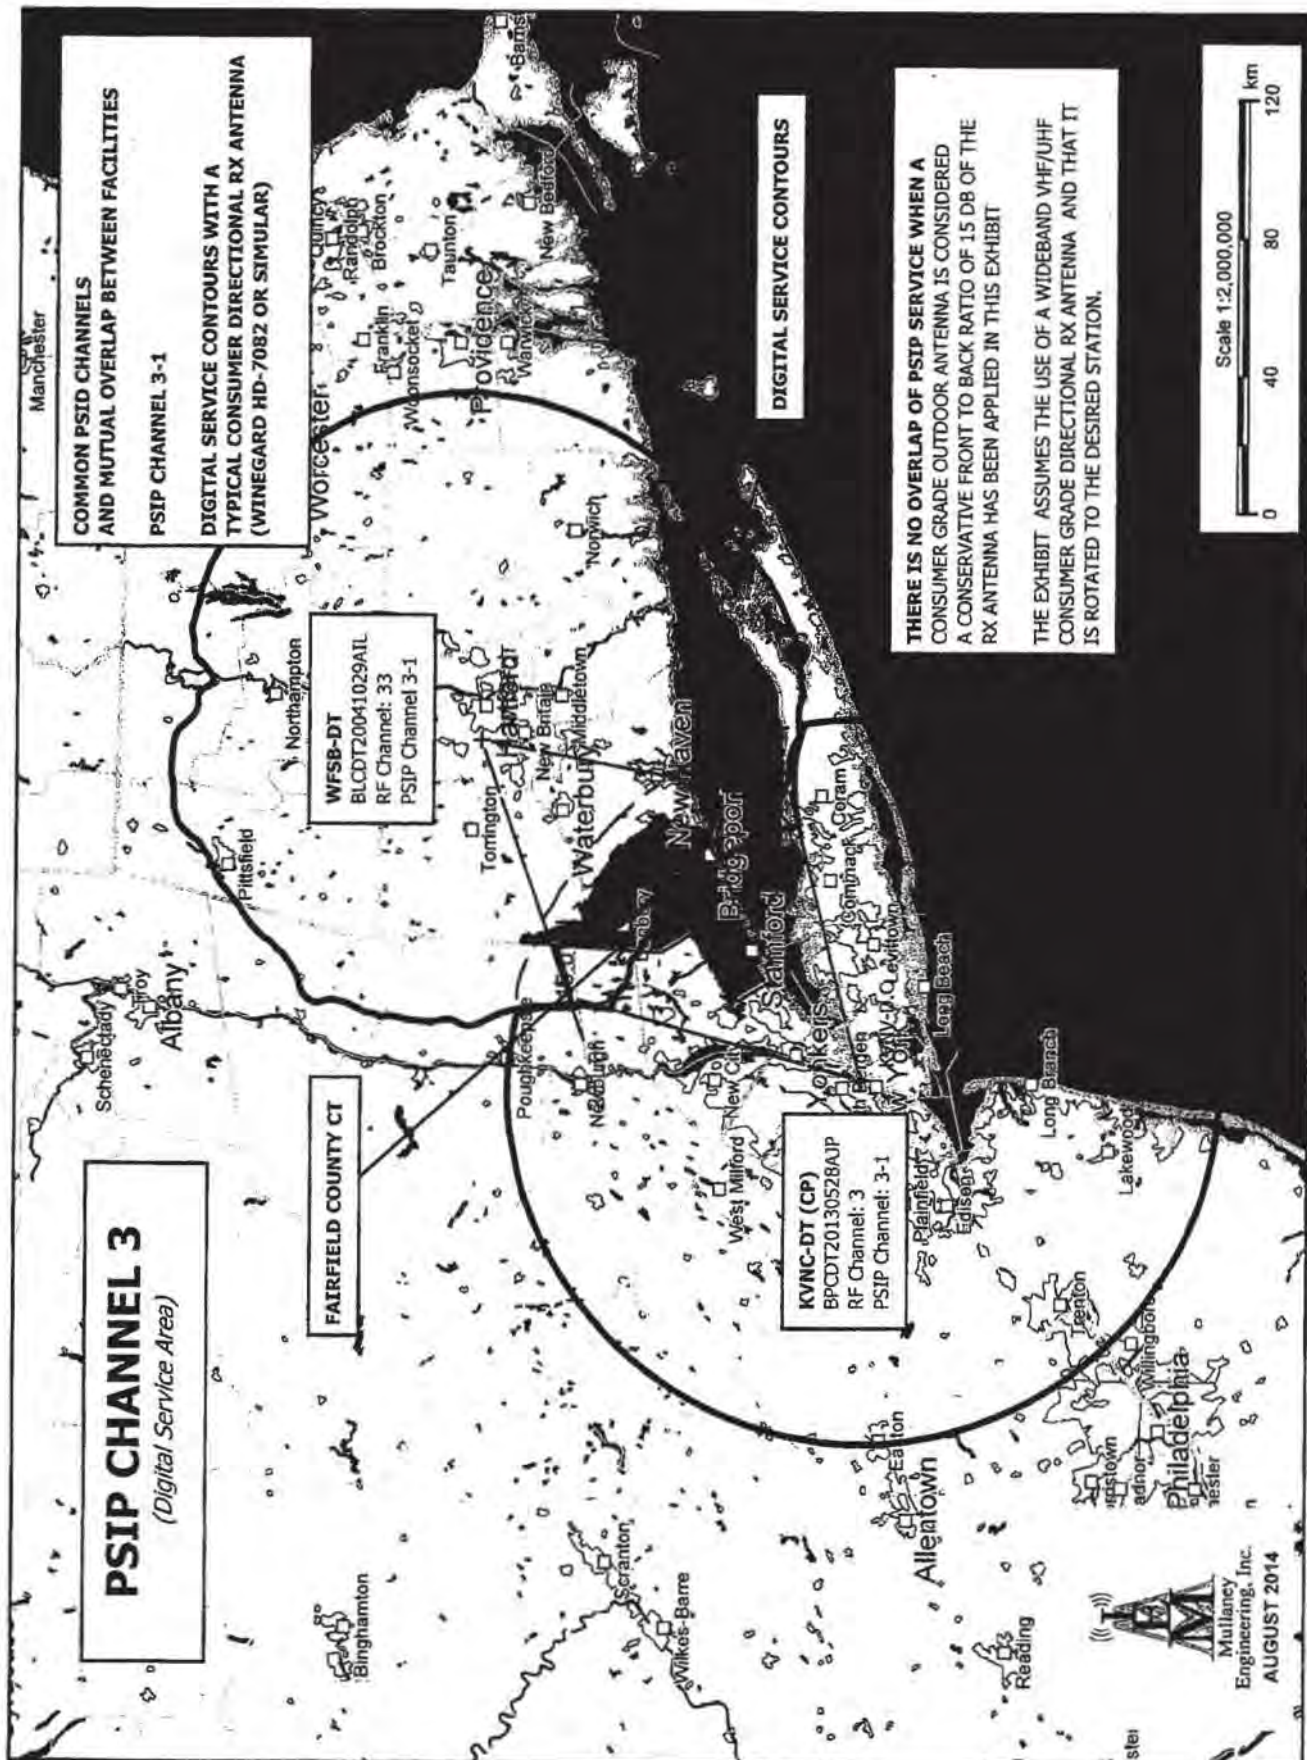 PSIP CHANNEL 3
(Digital Service Area)
COMMON PSID CHANNELS
AND MUTUAL OVERLAP BETWEEN FACILITIES
PSIP CHANNEL 3-1
DIGITAL SERVICE CONTOURS WITH A
TYPICAL CONSUMER DIRECTIONAL RX ANTENNA
(WINEGARD HD-7082 OR SIMULAR)
FAIRFIELD COUNTY CT
WFSB-DT
BLCDT20041029AIL
RF Channel: 33
PSIP Channel 3-1
KVNC-DT (CP)
BPCDT20130528AJP
RF Channel: 3
PSIP Channel: 3-1
DIGITAL SERVICE CONTOURS
THERE IS NO OVERLAP OF PSIP SERVICE WHEN A
CONSUMER GRADE OUTDOOR ANTENNA IS CONSIDERED
A CONSERVATIVE FRONT TO BACK RATIO OF 15 DB OF THE
RX ANTENNA HAS BEEN APPLIED IN THIS EXHIBIT
THE EXHIBIT ASSUMES THE USE OF A WIDEBAND VHF/UHF
CONSUMER GRADE DIRECTIONAL RX ANTENNA AND THAT IT
IS ROTATED TO THE DESIRED STATION.
Scale 1:2,000,000
0 40 80 120 km
Mullaney
Engineering, Inc.
AUGUST 2014
Manchester
Schenectady
Troy
Albany
Pittsfield
Northampton
Worcester
Quincy
Randolph
Brockton
Franklin
Woonsocket
Taunton
Providence
Warwick
New Bedford
Barns
Norwich
Torrington
Hartford
New Britain
Middletown
Waterbury
New Haven
Bridgeport
Danbury
Stamford
Poughkeepsie
Newburgh
Binghamton
Scranton
Wilkes-Barre
West Milford
New City
Yonkers
h Bergen
Coram
Commack
Levittown
Long Beach
Plainfield
Edison
Long Branch
Lakewood
Trenton
Willingboro
Philadelphia
adnor
Easton
Allentown
Reading